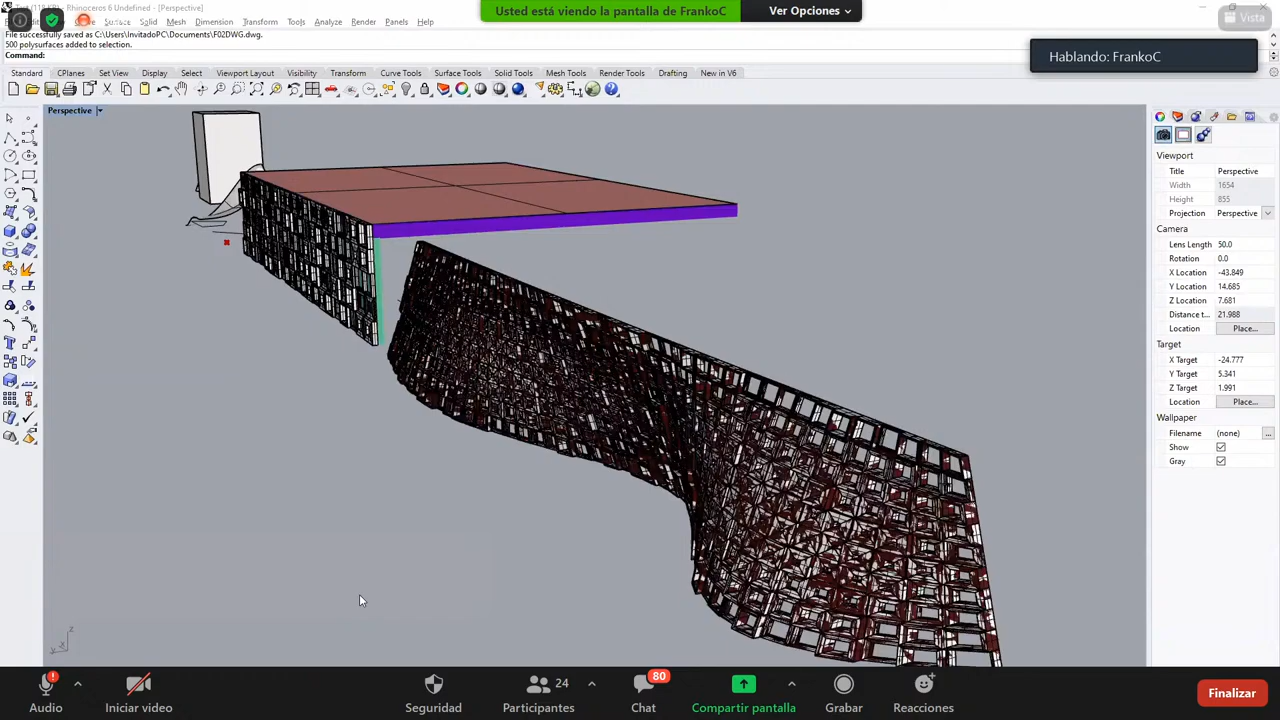 Rhinoceros 6 Undefined - [Perspective]
Usted está viendo la pantalla de FrankoC
Ver Opciones
Vista
Solid Mesh Dimension Transform Tools Analyze Render Panels Help
File successfully saved as C:\Users\InvitadoPC\Documents\F02DWG.dwg.
500 polysurfaces added to selection.
Command:
Hablando: FrankoC
Standard CPlanes Set View Display Select Viewport Layout Visibility Transform Curve Tools Surface Tools Solid Tools Mesh Tools Render Tools Drafting New in V6
Perspective
Viewport
Title Perspective
Width 1654
Height 855
Projection Perspective
Camera
Lens Length 50.0
Rotation 0.0
X Location -43.849
Y Location 14.685
Z Location 7.681
Distance t... 21.988
Location Place...
Target
X Target -24.777
Y Target 5.341
Z Target 1.991
Location Place...
Wallpaper
Filename (none) ...
Show
Gray
z
x
y
Audio
Iniciar video
Seguridad
24
Participantes
80
Chat
Compartir pantalla
Grabar
Reacciones
Finalizar